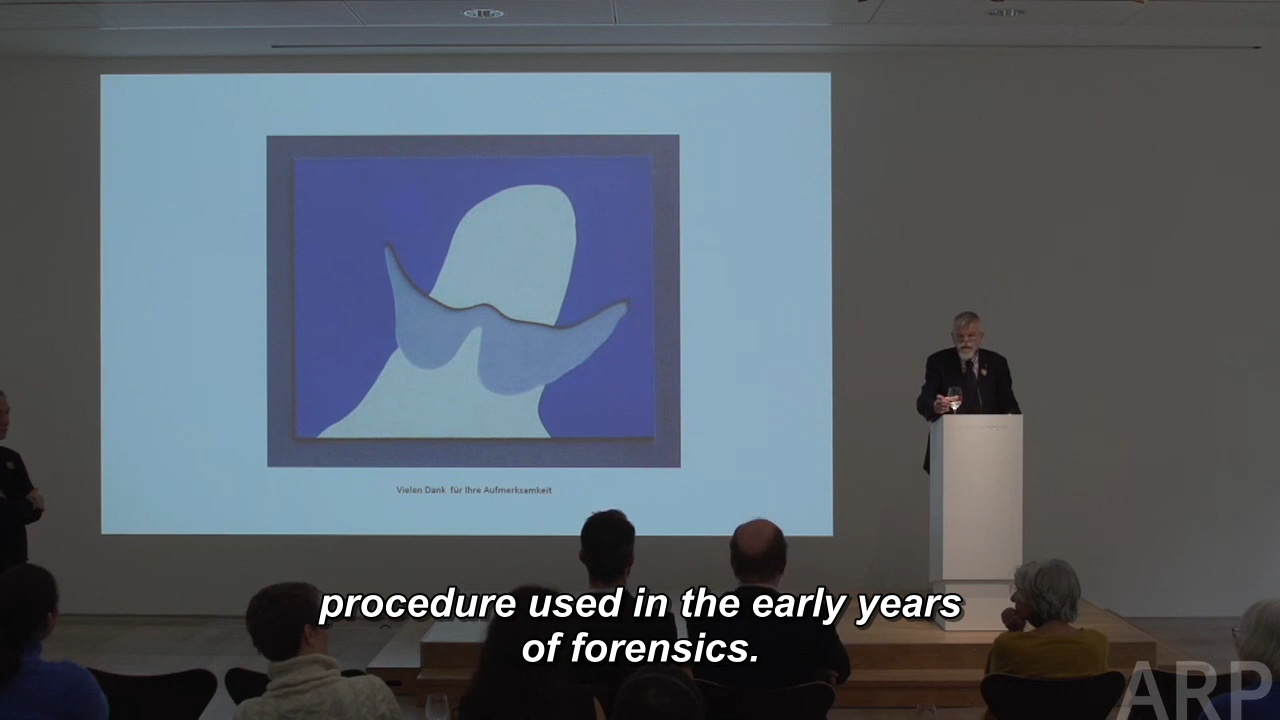 Vielen Dank für Ihre Aufmerksamkeit
procedure used in the early years
of forensics.
ARP